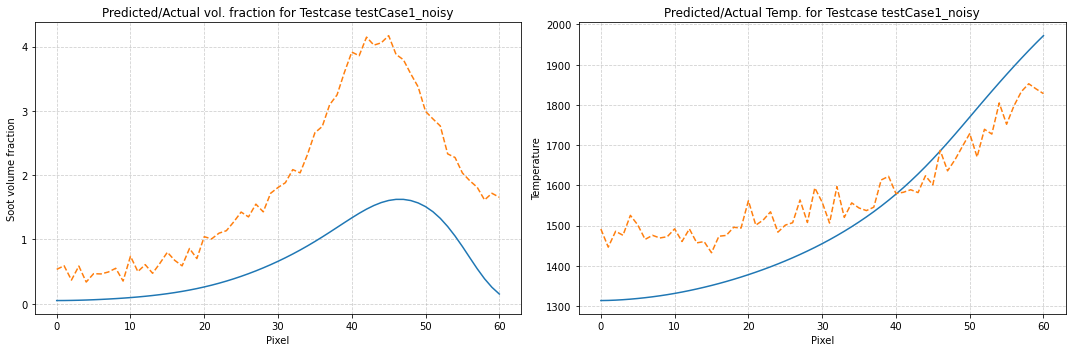 Predicted/Actual vol. fraction for Testcase testCase1_noisy
Soot volume fraction
4
3
2
1
0
0 10 20 30 40 50 60
Pixel
Predicted/Actual Temp. for Testcase testCase1_noisy
Temperature
2000
1900
1800
1700
1600
1500
1400
1300
0 10 20 30 40 50 60
Pixel